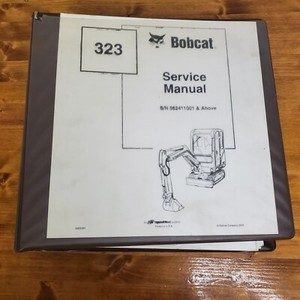 323
Bobcat
Service
Manual
S/N 562411001 & Above